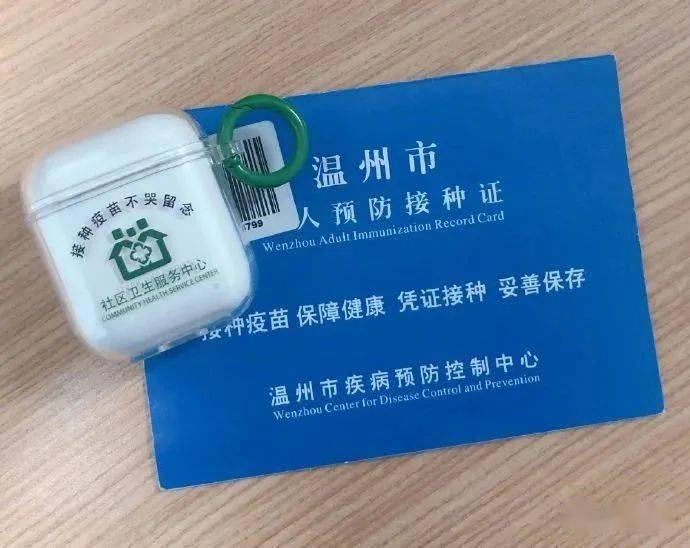 接种疫苗不哭留念
社区卫生服务中心
COMMUNITY HEALTH SERVICE CENTER
799
温州市
人预防接种证
Wenzhou Adult Immunization Record Card
接种疫苗 保障健康 凭证接种 妥善保存
温州市疾病预防控制中心
Wenzhou Center for Disease Control and Prevention